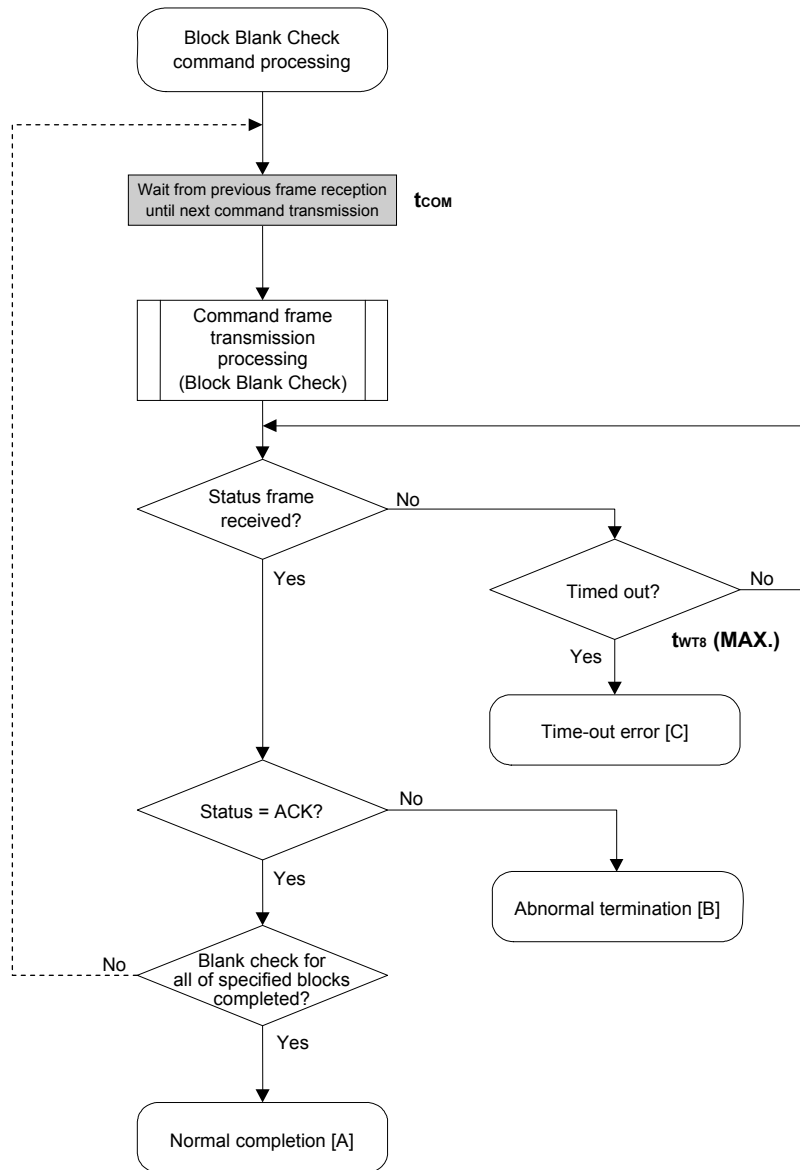 Block Blank Check
command processing
Wait from previous frame reception
until next command transmission
tCOM
Command frame
transmission
processing
(Block Blank Check)
Status frame
received?
No
Yes
Timed out?
No
tWT8 (MAX.)
Yes
Time-out error [C]
Status = ACK?
No
Yes
Abnormal termination [B]
Blank check for
all of specified blocks
completed?
No
Yes
Normal completion [A]